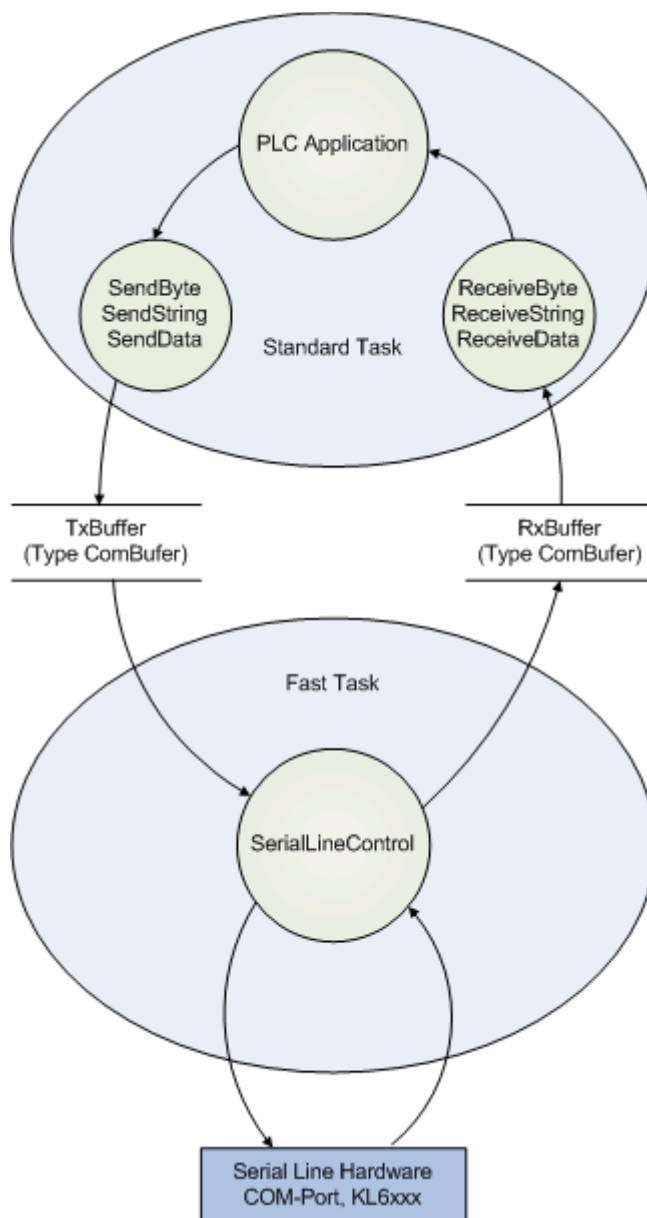 PLC Application
SendByte
SendString
SendData
ReceiveByte
ReceiveString
ReceiveData
Standard Task
TxBuffer
(Type ComBufer)
RxBuffer
(Type ComBufer)
Fast Task
SerialLineControl
Serial Line Hardware
COM-Port, KL6xxx